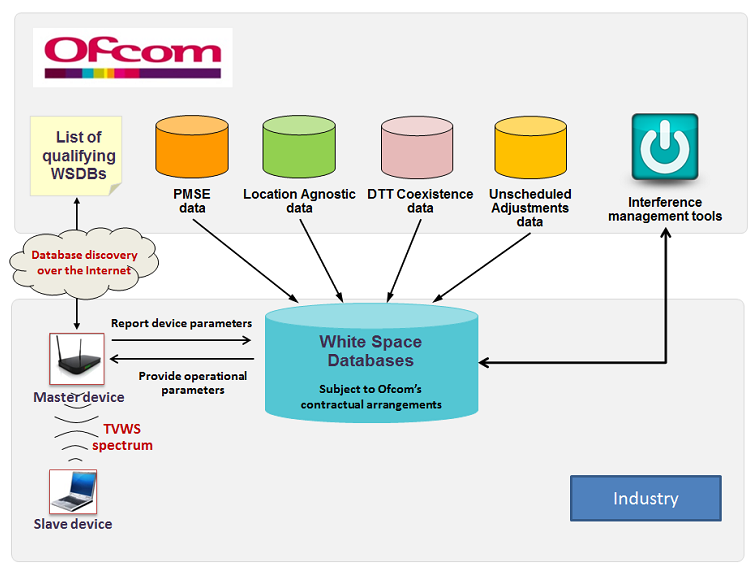 Ofcom
List of
qualifying
WSDBs
PMSE
data
Location Agnostic
data
DTT Coexistence
data
Unscheduled
Adjustments
data
Interference
management tools
Database discovery
over the Internet
Report device parameters
Provide operational
parameters
White Space
Databases
Subject to Ofcom's
contractual arrangements
Master device
TVWS
spectrum
Slave device
Industry